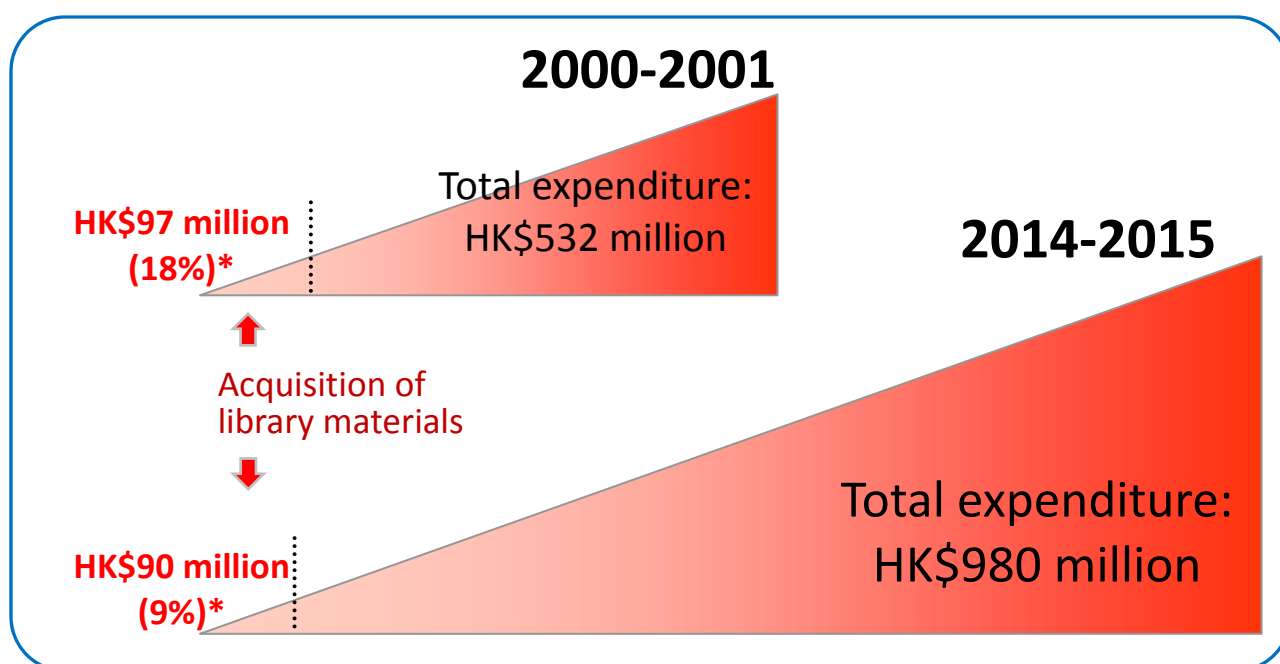 2000-2001
Total expenditure:
HK$532 million
HK$97 million
(18%)*
2014-2015
Acquisition of
library materials
Total expenditure:
HK$980 million
HK$90 million
(9%)*